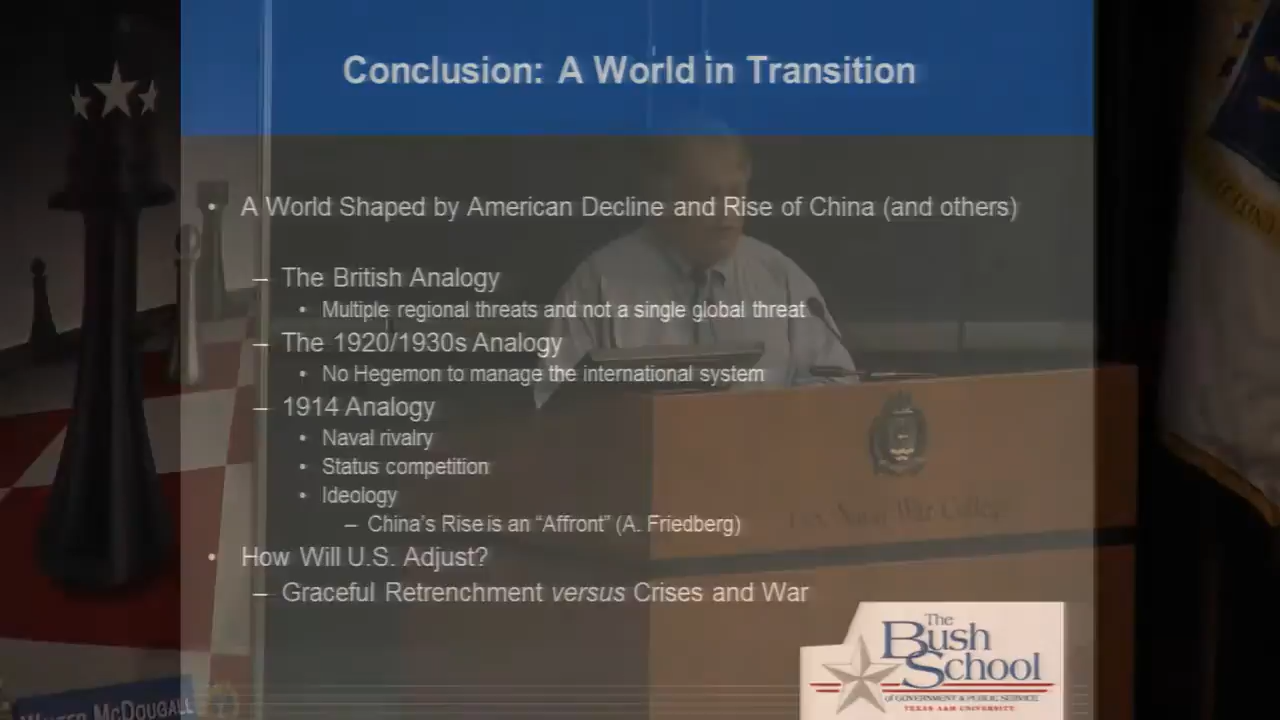 Conclusion: A World in Transition
• A World Shaped by American Decline and Rise of China (and others)
– The British Analogy
• Multiple regional threats and not a single global threat
– The 1920/1930s Analogy
• No Hegemon to manage the international system
– 1914 Analogy
• Naval rivalry
• Status competition
• Ideology
– China's Rise is an “Affront” (A. Friedberg)
• How Will U.S. Adjust?
– Graceful Retrenchment versus Crises and War
The
Bush
School
of GOVERNMENT & PUBLIC SERVICE
TEXAS A&M UNIVERSITY
Naval War College
WALTER MCDOUGALL